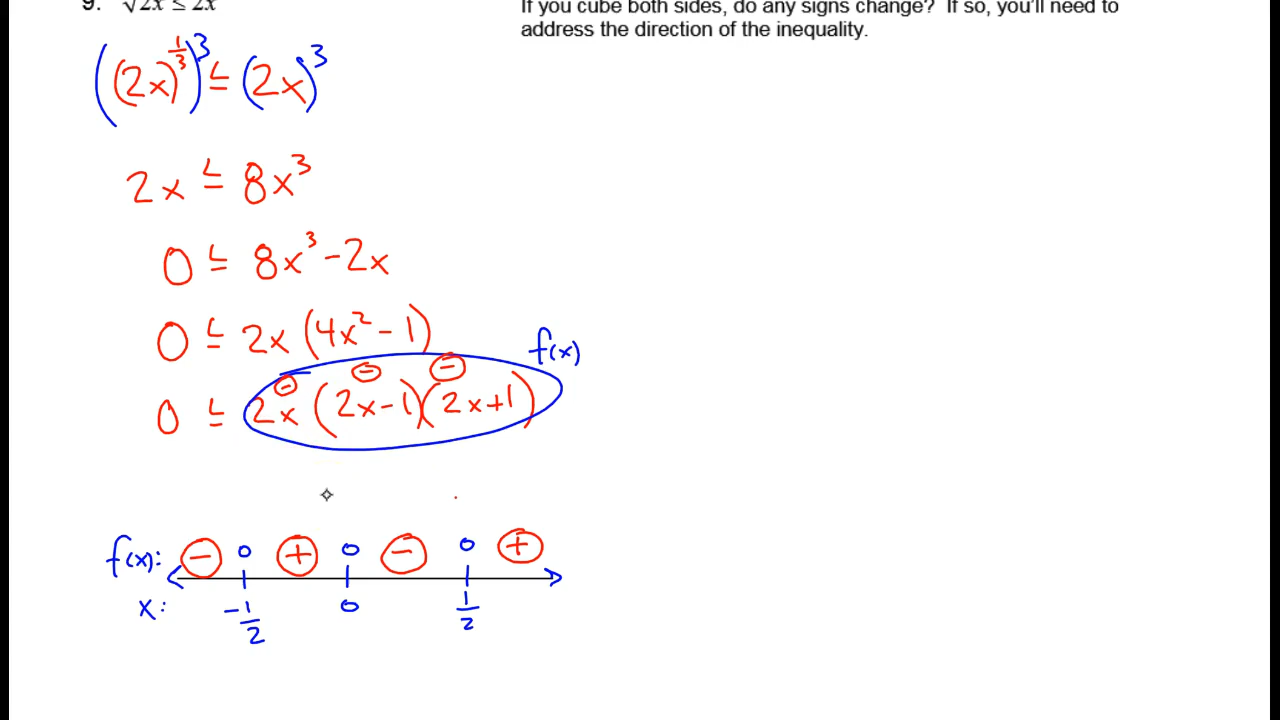 9. √2x ≤ 2x
If you cube both sides, do any signs change? If so, you'll need to
address the direction of the inequality.
((2x)^(1/3))^3 ≤ (2x)^3
2x ≤ 8x^3
0 ≤ 8x^3 - 2x
0 ≤ 2x (4x^2 - 1)
f(x)
- - -
0 ≤ 2x (2x-1)(2x+1)
f(x): - 0 + 0 - 0 +
x: -1/2 0 1/2